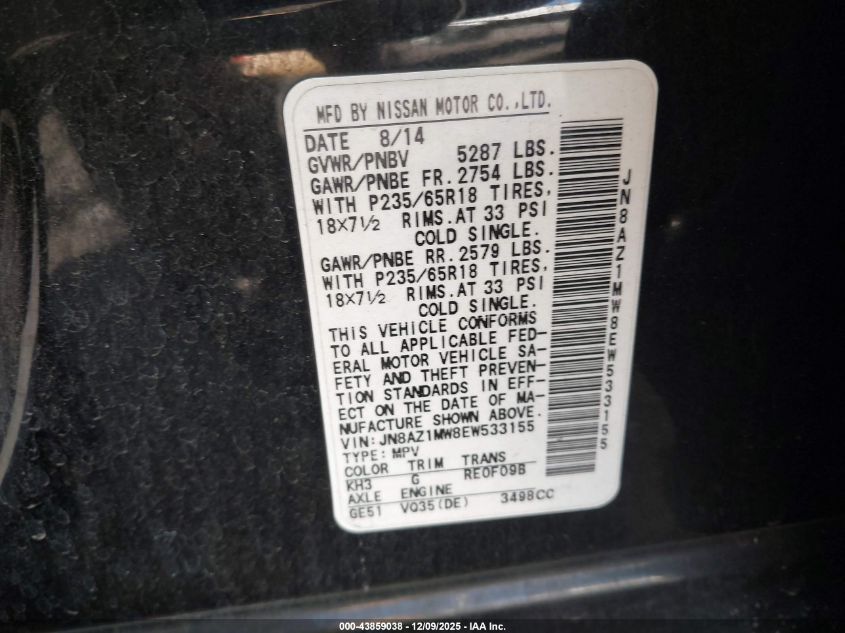 MFD BY NISSAN MOTOR CO.,LTD.
DATE 8/14
GVWR/PNBV 5287 LBS.
GAWR/PNBE FR. 2754 LBS.
WITH P235/65R18 TIRES,
18X7½ RIMS.AT 33 PSI
COLD SINGLE.
GAWR/PNBE RR. 2579 LBS.
WITH P235/65R18 TIRES,
18X7½ RIMS.AT 33 PSI
COLD SINGLE.
THIS VEHICLE CONFORMS
TO ALL APPLICABLE FED-
ERAL MOTOR VEHICLE SA-
FETY AND THEFT PREVEN-
TION STANDARDS IN EFF-
ECT ON THE DATE OF MA-
NUFACTURE SHOWN ABOVE.
VIN: JN8AZ1MW8EW533155
TYPE: MPV
COLOR TRIM TRANS
KH3 G RE0F09B
AXLE ENGINE
GE51 VQ35(DE) 3498CC
JN8AZ1MW8EW533155
000-43859038 - 12/09/2025 - IAA Inc.